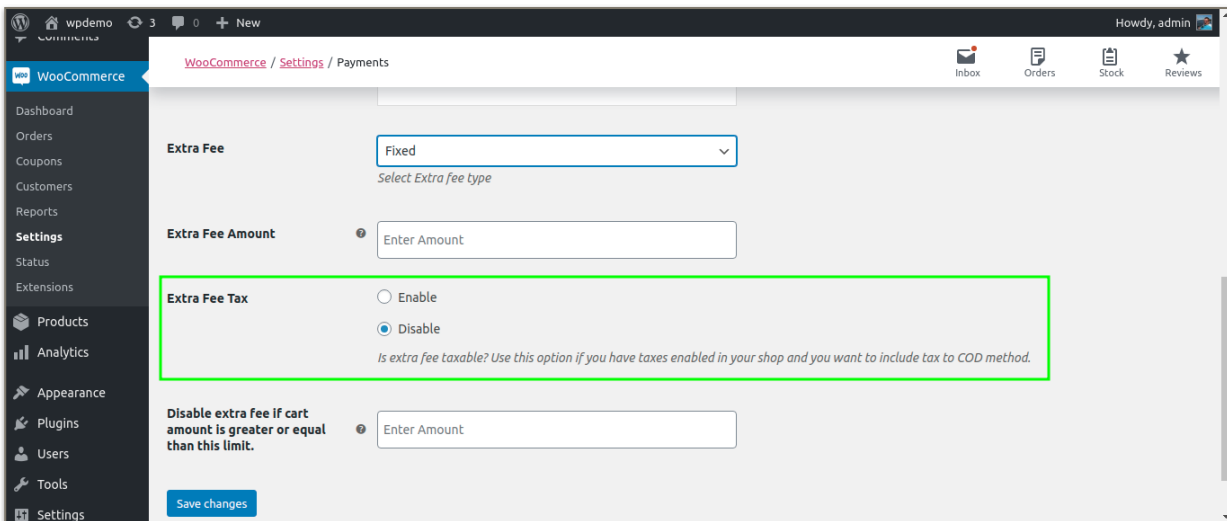 wpdemo 3 0 + New Howdy, admin
Comments
WooCommerce
Dashboard
Orders
Coupons
Customers
Reports
Settings
Status
Extensions
Products
Analytics
Appearance
Plugins
Users
Tools
Settings
WooCommerce / Settings / Payments
Inbox
Orders
Stock
Reviews
Extra Fee
Fixed
Select Extra fee type
Extra Fee Amount
Enter Amount
Extra Fee Tax
Enable
Disable
Is extra fee taxable? Use this option if you have taxes enabled in your shop and you want to include tax to COD method.
Disable extra fee if cart
amount is greater or equal
than this limit.
Enter Amount
Save changes